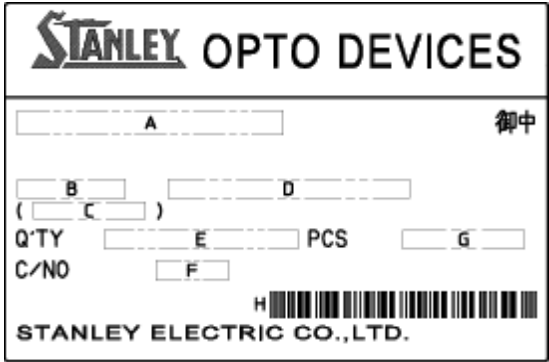 STANLEY OPTO DEVICES
A 御中
B D
( C )
Q'TY E PCS G
C/NO F
H
STANLEY ELECTRIC CO.,LTD.